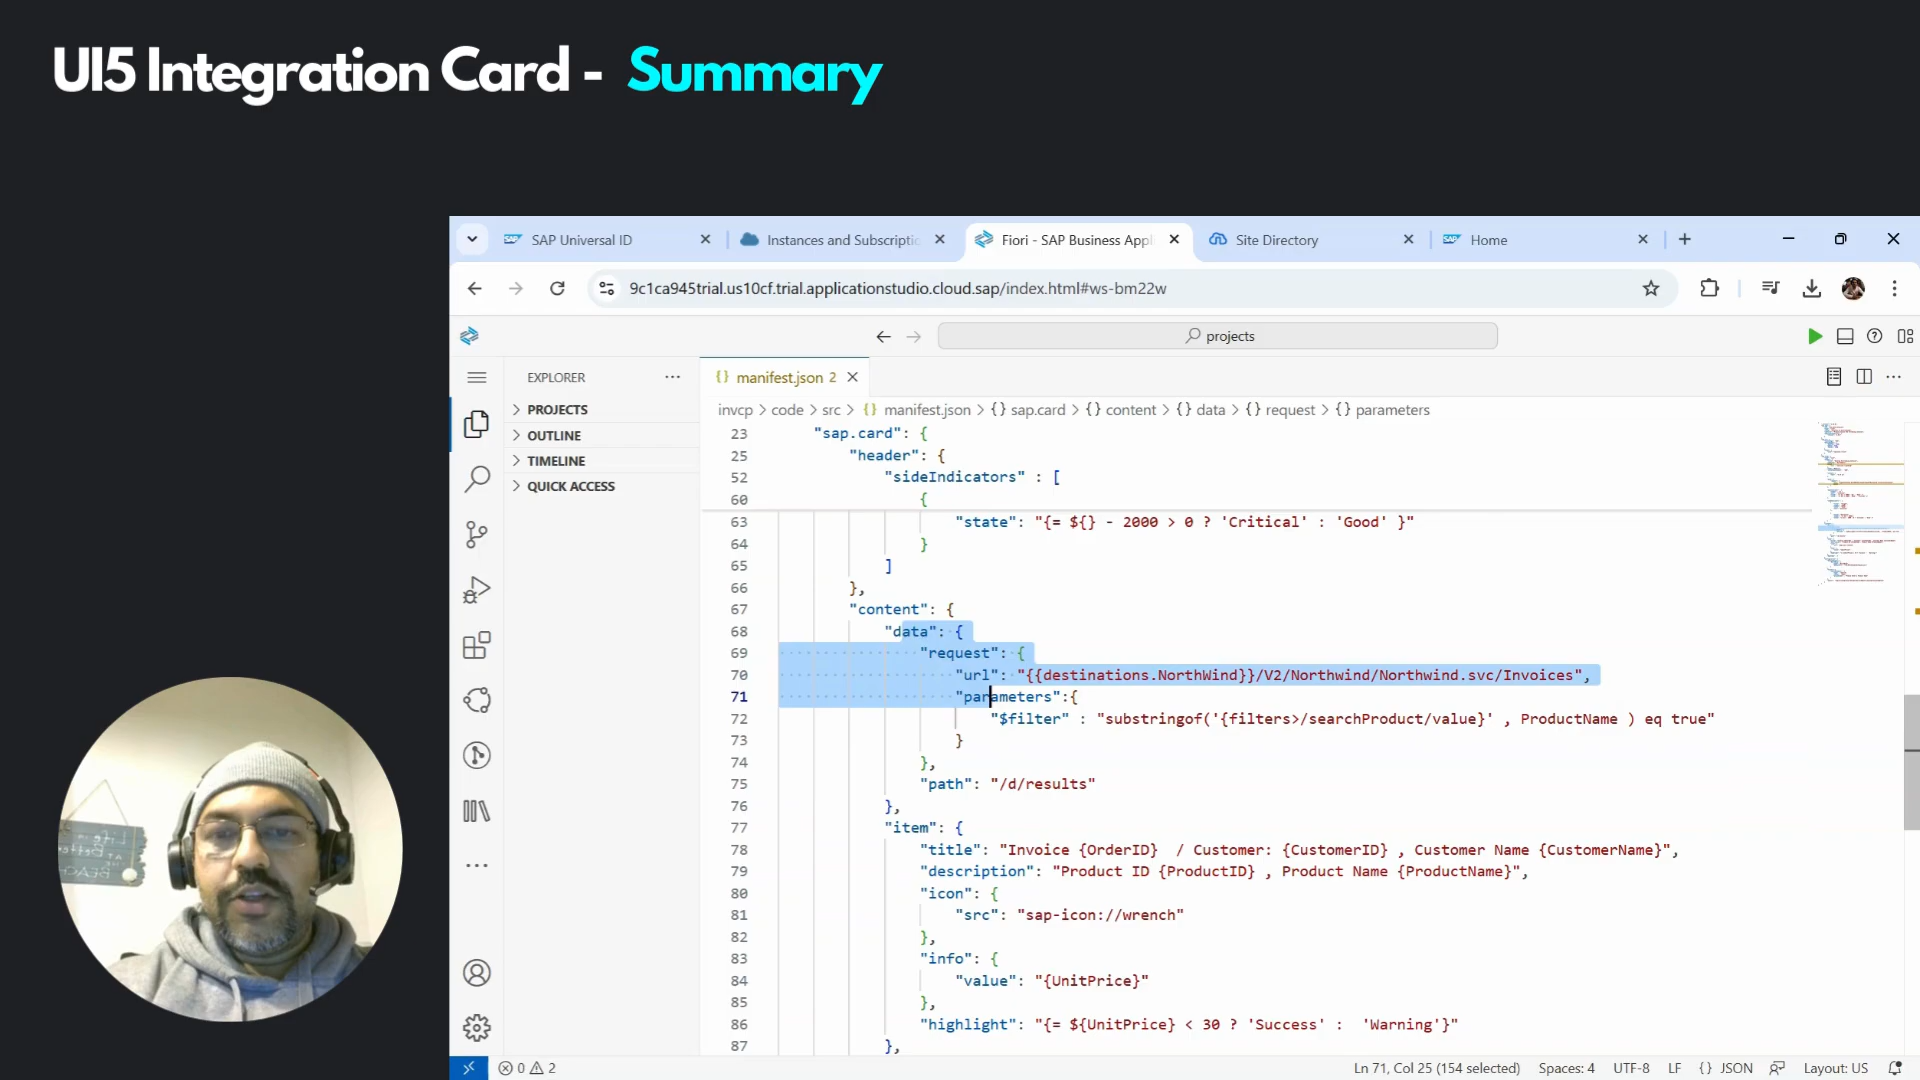 UI5 Integration Card - Summary
SAP Universal ID
Instances and Subscriptic
Fiori - SAP Business Appl
Site Directory
Home
9c1ca945trial.us10cf.trial.applicationstudio.cloud.sap/index.html#ws-bm22w
projects
EXPLORER
PROJECTS
OUTLINE
TIMELINE
QUICK ACCESS
manifest.json 2
invcp > code > src > {} manifest.json > {} sap.card > {} content > {} data > {} request > {} parameters
23 "sap.card": {
25 "header": {
52 "sideIndicators" : [
60 {
63 "state": "{= ${} - 2000 > 0 ? 'Critical' : 'Good' }"
64 }
65 ]
66 },
67 "content": {
68 "data": {
69 "request": {
70 "url": "{{destinations.NorthWind}}/V2/Northwind/Northwind.svc/Invoices",
71 "parameters":{
72 "$filter" : "substringof('{filters>/searchProduct/value}' , ProductName ) eq true"
73 }
74 },
75 "path": "/d/results"
76 },
77 "item": {
78 "title": "Invoice {OrderID}  / Customer: {CustomerID} , Customer Name {CustomerName}",
79 "description": "Product ID {ProductID} , Product Name {ProductName}",
80 "icon": {
81 "src": "sap-icon://wrench"
82 },
83 "info": {
84 "value": "{UnitPrice}"
85 },
86 "highlight": "{= ${UnitPrice} < 30 ? 'Success' :  'Warning'}"
87 },
0 2 Ln 71, Col 25 (154 selected) Spaces: 4 UTF-8 LF {} JSON Layout: US